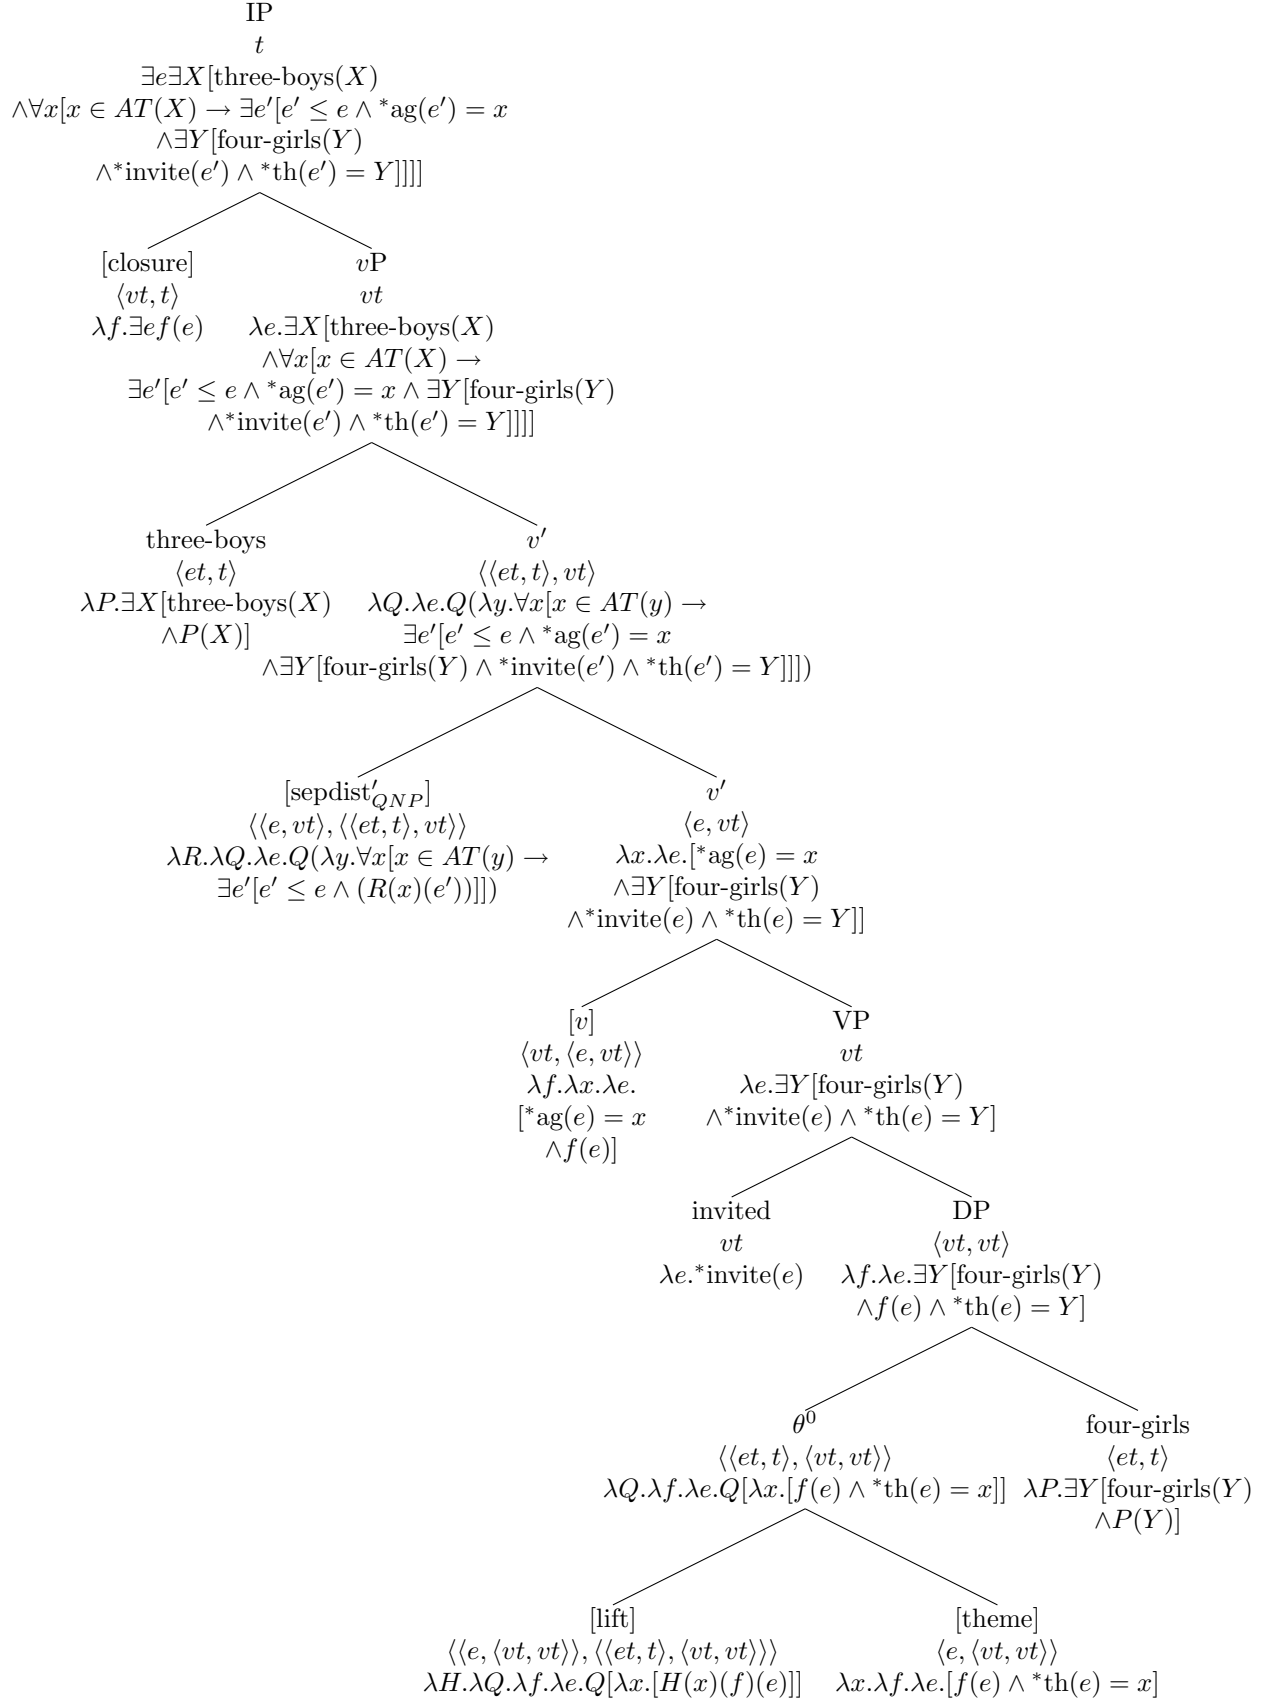 IP
t
∃e∃X[three-boys(X)
∧∀x[x ∈ AT(X) → ∃e′[e′ ≤ e ∧ *ag(e′) = x
∧∃Y[four-girls(Y)
∧*invite(e′) ∧ *th(e′) = Y]]]]
[closure]
⟨vt, t⟩
λf.∃ef(e)
vP
vt
λe.∃X[three-boys(X)
∧∀x[x ∈ AT(X) →
∃e′[e′ ≤ e ∧ *ag(e′) = x ∧ ∃Y[four-girls(Y)
∧*invite(e′) ∧ *th(e′) = Y]]]]
three-boys
⟨et, t⟩
λP.∃X[three-boys(X)
∧P(X)]
v′
⟨⟨et, t⟩, vt⟩
λQ.λe.Q(λy.∀x[x ∈ AT(y) →
∃e′[e′ ≤ e ∧ *ag(e′) = x
∧∃Y[four-girls(Y) ∧ *invite(e′) ∧ *th(e′) = Y]]])
[sepdist′QNP]
⟨⟨e, vt⟩, ⟨⟨et, t⟩, vt⟩⟩
λR.λQ.λe.Q(λy.∀x[x ∈ AT(y) →
∃e′[e′ ≤ e ∧ (R(x)(e′))]])
v′
⟨e, vt⟩
λx.λe.[*ag(e) = x
∧∃Y[four-girls(Y)
∧*invite(e) ∧ *th(e) = Y]]
[v]
⟨vt, ⟨e, vt⟩⟩
λf.λx.λe.
[*ag(e) = x
∧f(e)]
VP
vt
λe.∃Y[four-girls(Y)
∧*invite(e) ∧ *th(e) = Y]
invited
vt
λe.*invite(e)
DP
⟨vt, vt⟩
λf.λe.∃Y[four-girls(Y)
∧f(e) ∧ *th(e) = Y]
θ⁰
⟨⟨et, t⟩, ⟨vt, vt⟩⟩
λQ.λf.λe.Q[λx.[f(e) ∧ *th(e) = x]]
four-girls
⟨et, t⟩
λP.∃Y[four-girls(Y)
∧P(Y)]
[lift]
⟨⟨e, ⟨vt, vt⟩⟩, ⟨⟨et, t⟩, ⟨vt, vt⟩⟩⟩
λH.λQ.λf.λe.Q[λx.[H(x)(f)(e)]]
[theme]
⟨e, ⟨vt, vt⟩⟩
λx.λf.λe.[f(e) ∧ *th(e) = x]